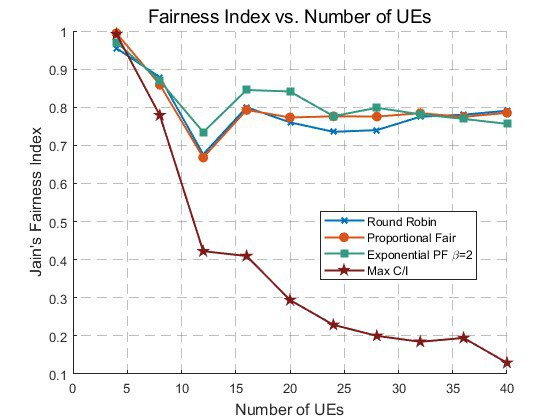 Fairness Index vs. Number of UEs
1
0.9
0.8
0.7
0.6
0.5
0.4
0.3
0.2
0.1
Jain's Fairness Index
Round Robin
Proportional Fair
Exponential PF β=2
Max C/I
0 5 10 15 20 25 30 35 40
Number of UEs